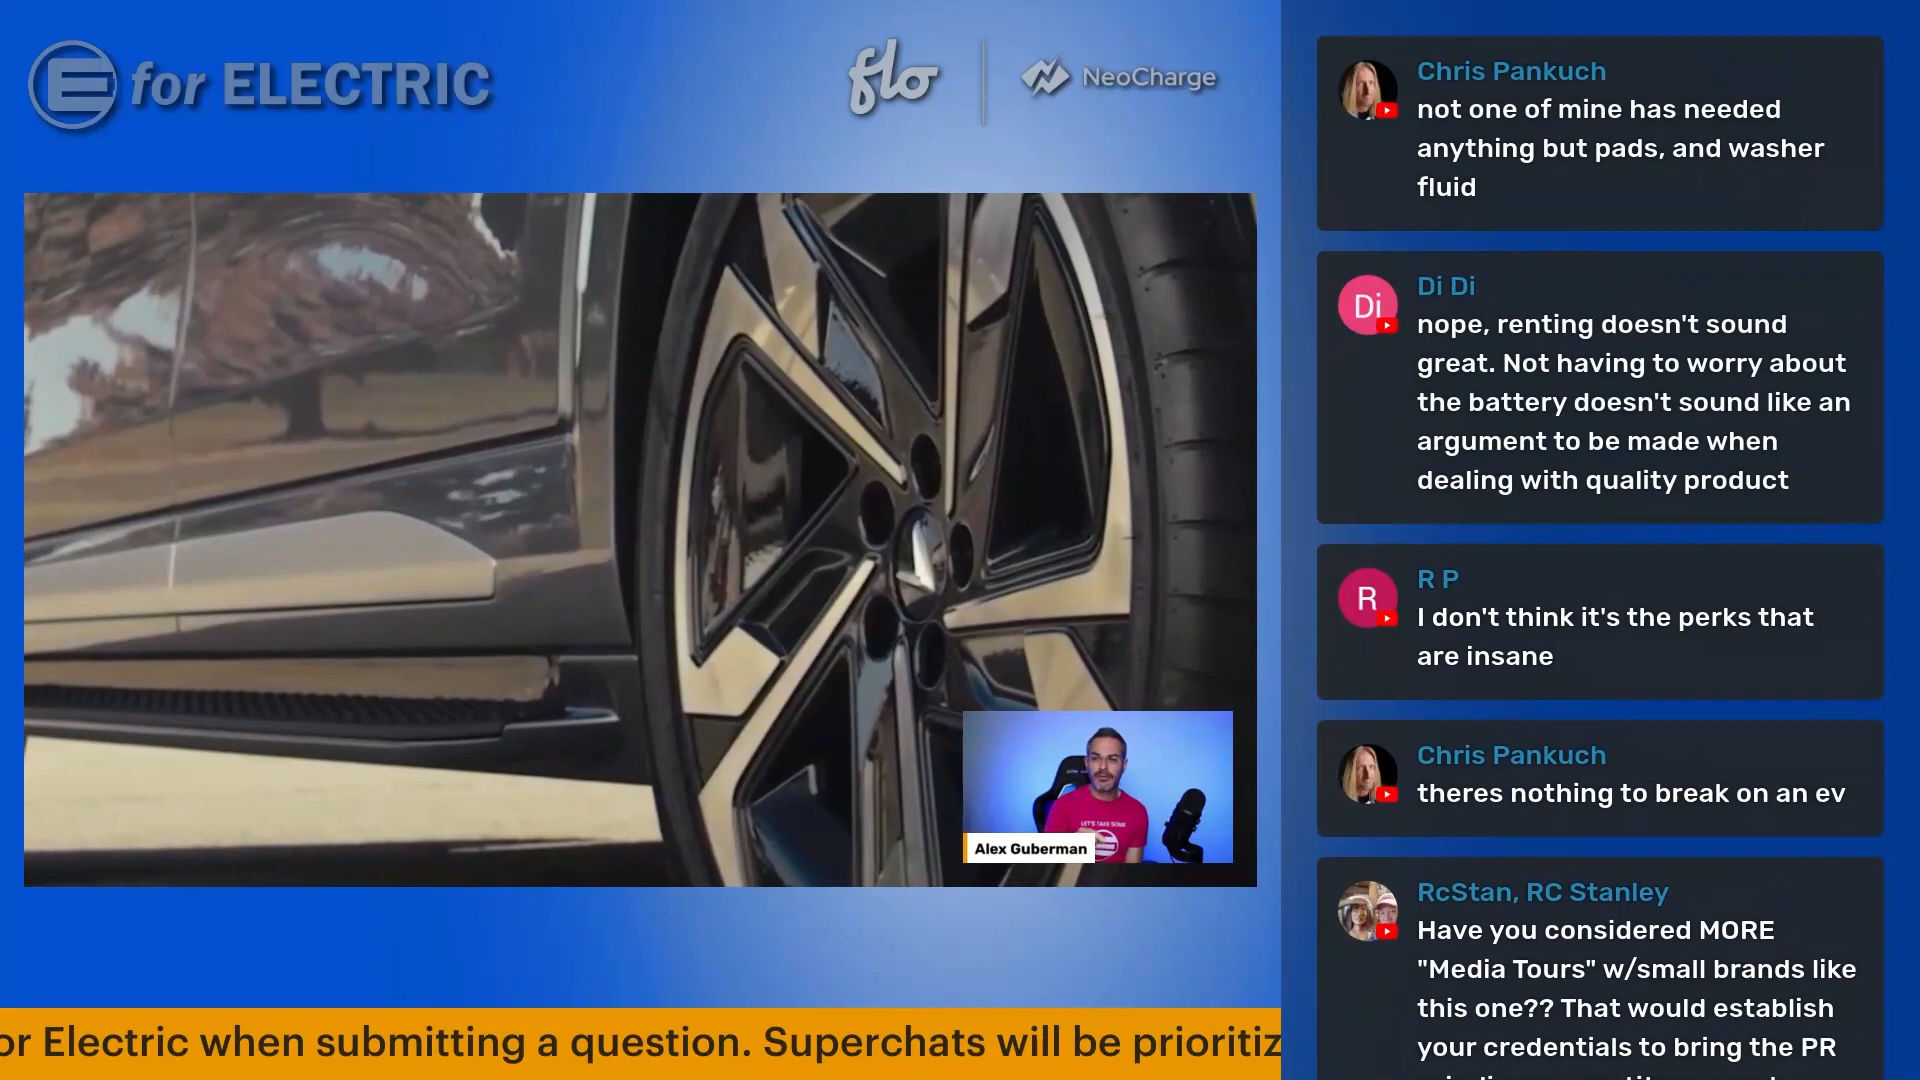 E for ELECTRIC
flo
NeoCharge
LET'S TAKE SOME
Alex Guberman
or Electric when submitting a question. Superchats will be prioritiz
Chris Pankuch
not one of mine has needed
anything but pads, and washer
fluid
Di
Di Di
nope, renting doesn't sound
great. Not having to worry about
the battery doesn't sound like an
argument to be made when
dealing with quality product
R
R P
I don't think it's the perks that
are insane
Chris Pankuch
theres nothing to break on an ev
RcStan, RC Stanley
Have you considered MORE
"Media Tours" w/small brands like
this one?? That would establish
your credentials to bring the PR